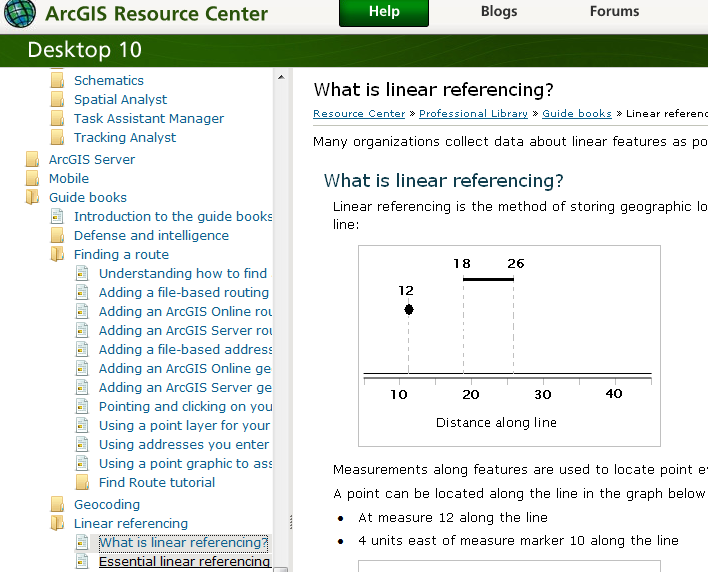 ArcGIS Resource Center
Help
Blogs
Forums
Desktop 10
Schematics
Spatial Analyst
Task Assistant Manager
Tracking Analyst
ArcGIS Server
Mobile
Guide books
Introduction to the guide books
Defense and intelligence
Finding a route
Understanding how to find
Adding a file-based routing
Adding an ArcGIS Online rou
Adding an ArcGIS Server rou
Adding a file-based address
Adding an ArcGIS Online ge
Adding an ArcGIS Server ge
Pointing and clicking on you
Using a point layer for your
Using addresses you enter
Using a point graphic to ass
Find Route tutorial
Geocoding
Linear referencing
What is linear referencing?
Essential linear referencing
What is linear referencing?
Resource Center » Professional Library » Guide books » Linear referenc
Many organizations collect data about linear features as po
What is linear referencing?
Linear referencing is the method of storing geographic lo
line:
18 26
12
10 20 30 40
Distance along line
Measurements along features are used to locate point ev
A point can be located along the line in the graph below
• At measure 12 along the line
• 4 units east of measure marker 10 along the line